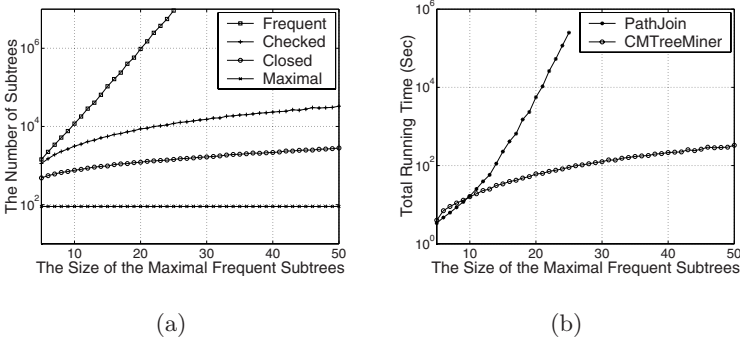 The Number of Subtrees
10^6
10^4
10^2
10
20
30
40
50
The Size of the Maximal Frequent Subtrees
Frequent
Checked
Closed
Maximal
(a)
Total Running Time (Sec)
10^6
10^4
10^2
10^0
10
20
30
40
50
The Size of the Maximal Frequent Subtrees
PathJoin
CMTreeMiner
(b)